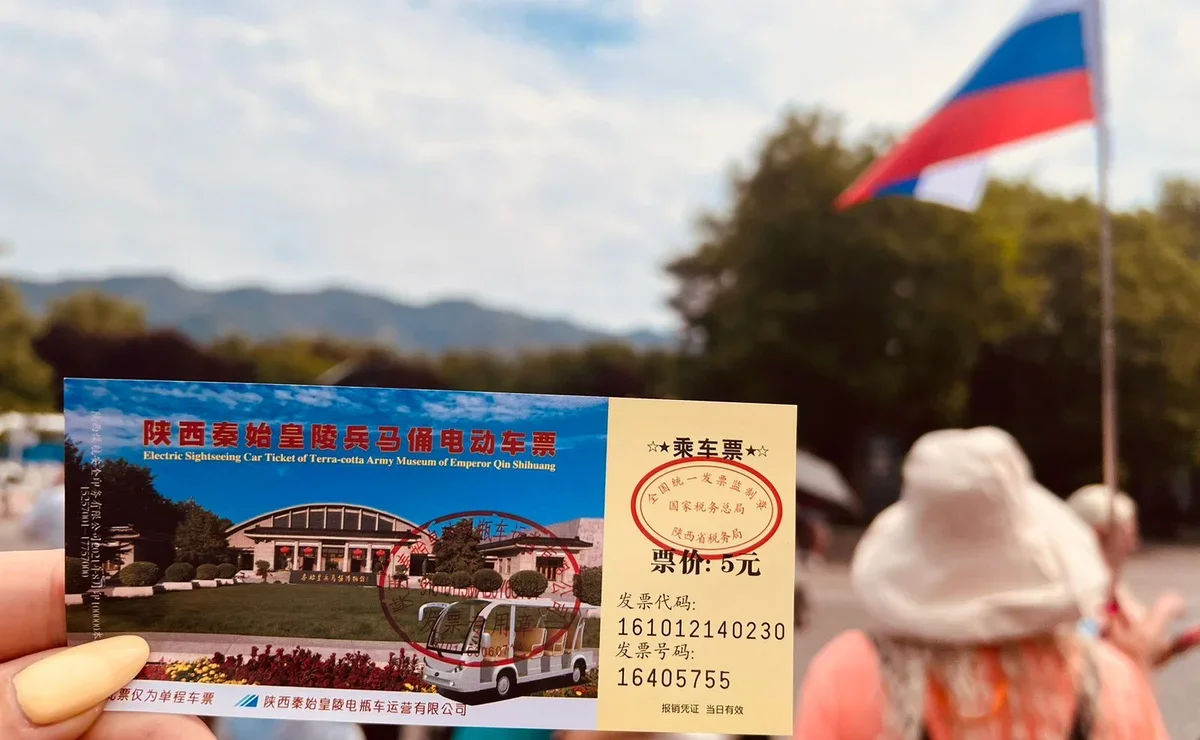 陕西秦始皇陵兵马俑电动车票
Electric Sightseeing Car Ticket of Terra-cotta Army Museum of Emperor Qin Shihuang
票仅为单程车票
陕西秦始皇陵电瓶车运营有限公司
☆★乘车票★☆
全国统一发票监制章
国家税务总局
陕西省税务局
票价: 5元
发票代码:
161012140230
发票号码:
16405755
报销凭证 当日有效